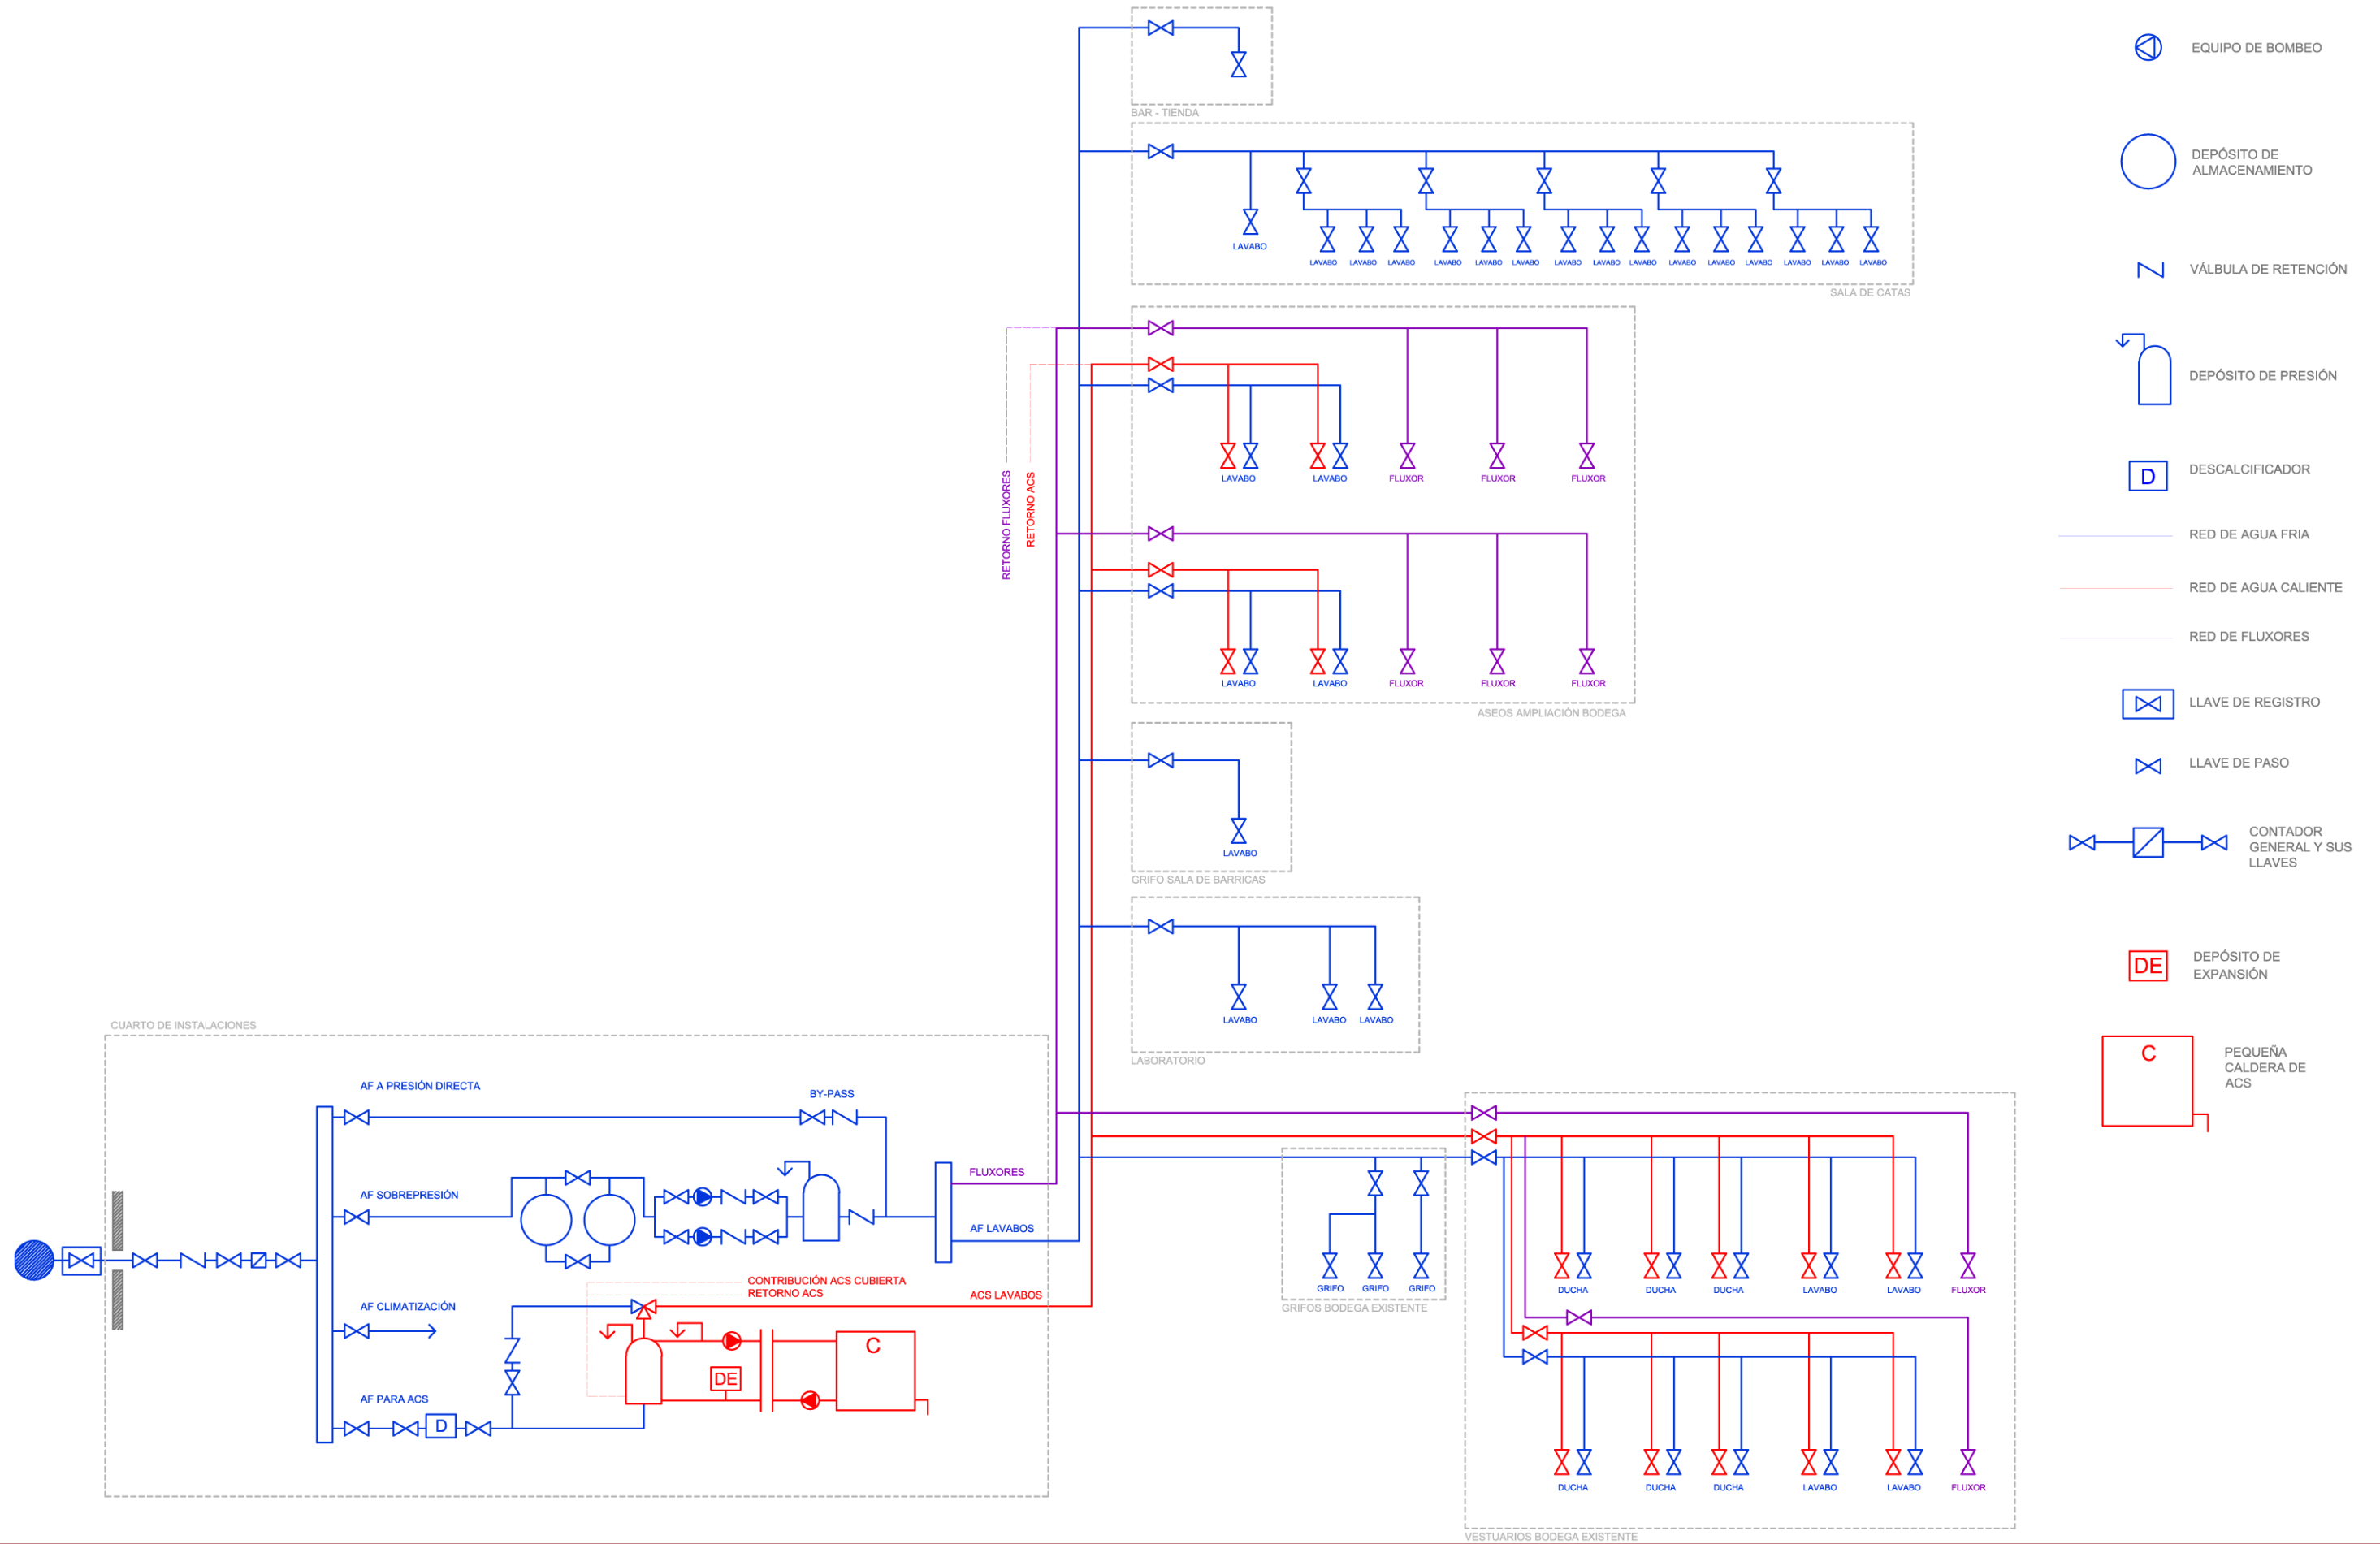 BAR - TIENDA
LAVABO
LAVABO LAVABO LAVABO LAVABO LAVABO LAVABO LAVABO LAVABO LAVABO LAVABO LAVABO LAVABO LAVABO LAVABO LAVABO
SALA DE CATAS
RETORNO FLUXORES
RETORNO ACS
LAVABO LAVABO FLUXOR FLUXOR FLUXOR
LAVABO LAVABO FLUXOR FLUXOR FLUXOR
ASEOS AMPLIACIÓN BODEGA
LAVABO
GRIFO SALA DE BARRICAS
LAVABO LAVABO LAVABO
LABORATORIO
CUARTO DE INSTALACIONES
AF A PRESIÓN DIRECTA
BY-PASS
FLUXORES
AF SOBREPRESIÓN
AF LAVABOS
CONTRIBUCIÓN ACS CUBIERTA
RETORNO ACS
ACS LAVABOS
AF CLIMATIZACIÓN
C
DE
AF PARA ACS
D
GRIFO GRIFO GRIFO
GRIFOS BODEGA EXISTENTE
DUCHA DUCHA DUCHA LAVABO LAVABO FLUXOR
DUCHA DUCHA DUCHA LAVABO LAVABO FLUXOR
VESTUARIOS BODEGA EXISTENTE
EQUIPO DE BOMBEO
DEPÓSITO DE
ALMACENAMIENTO
VÁLBULA DE RETENCIÓN
DEPÓSITO DE PRESIÓN
D
DESCALCIFICADOR
RED DE AGUA FRIA
RED DE AGUA CALIENTE
RED DE FLUXORES
LLAVE DE REGISTRO
LLAVE DE PASO
CONTADOR
GENERAL Y SUS
LLAVES
DE
DEPÓSITO DE
EXPANSIÓN
C
PEQUEÑA
CALDERA DE
ACS